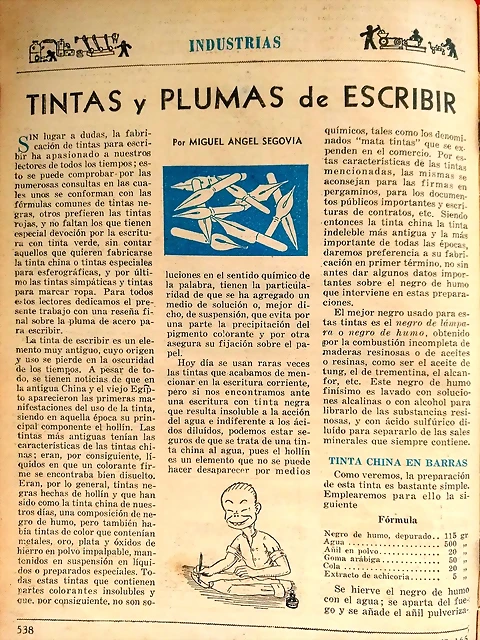 INDUSTRIAS
TINTAS y PLUMAS de ESCRIBIR
Por MIGUEL ANGEL SEGOVIA
SIN lugar a dudas, la fabri-
cación de tintas para escri-
bir ha apasionado a nuestros
lectores de todos los tiempos; es-
to se puede comprobar por las
numerosas consultas en las cua-
les unos se conforman con las
fórmulas comunes de tintas ne-
gras, otros prefieren las tintas
rojas, y no faltan los que tienen
especial devoción por la escritu-
ra con tinta verde, sin contar
aquellos que quieren fabricarse
la tinta china o tintas especiales
para esferográficas, y por últi-
mo las tintas simpáticas y tintas
para marcar ropa. Para todos
estos lectores dedicamos el pre-
sente trabajo con una reseña fi-
nal sobre la pluma de acero pa-
ra escribir.
La tinta de escribir es un ele-
mento muy antiguo, cuyo origen
y uso se pierde en la oscuridad
de los tiempos. A pesar de to-
do, se tienen noticias de que en
la antigua China y el viejo Egip-
to aparecieron las primeras ma-
nifestaciones del uso de la tinta,
siendo en aquella época su prin-
cipal componente el hollín. Las
tintas más antiguas tenían las
características de las tintas chi-
nas; eran, por consiguiente, lí-
quidos en que un colorante fir-
me se encontraba bien disuelto.
Eran, por lo general, tintas ne-
gras hechas de hollín y que han
sido como la tinta china de nues-
tros días, una composición de ne-
gro de humo, pero también ha-
bía tintas de color que contenían
metales, oro, plata y óxidos de
hierro en polvo impalpable, man-
tenidos en suspensión en líqui-
dos o preparados especiales. To-
das estas tintas que contienen
partes colorantes insolubles y
que, por consiguiente, no son so-
luciones en el sentido químico de
la palabra, tienen la particula-
ridad de que se ha agregado un
medio de solución o, mejor di-
cho, de suspensión, que evita por
una parte la precipitación del
pigmento colorante y por otra
asegura su fijación sobre el pa-
pel.
Hoy día se usan raras veces
las tintas que acabamos de men-
cionar en la escritura corriente,
pero si nos encontramos ante
una escritura con tinta negra
que resulta insoluble a la acción
del agua e indiferente a los áci-
dos diluídos, podemos estar segu-
ros de que se trata de una tin-
ta china al agua, pues el hollín
es un elemento que no se puede
hacer desaparecer por medios
químicos, tales como los denomi-
nados "mata tintas" que se ex-
penden en el comercio. Por es-
tas características de las tintas
mencionadas, las mismas se
aconsejan para las firmas en
pergaminos, para los documen-
tos públicos importantes y escri-
turas de contratos, etc. Siendo
entonces la tinta china la tinta
indeleble más antigua y la más
importante de todas las épocas,
daremos preferencia a su fabri-
cación en primer término, no sin
antes dar algunos datos impor-
tantes sobre el negro de humo
que interviene en estas prepara-
ciones.
El mejor negro usado para es-
tas tintas es el negro de lámpa-
ra o negro de humo, obtenido
por la combustión incompleta de
maderas resinosas o de aceites
o resinas, como ser el aceite de
tung, el de trementina, el alcan-
for, etc. Este negro de humo
finísimo es lavado con solucio-
nes alcalinas o con alcohol para
librarlo de las substancias resi-
nosas, y con ácido sulfúrico di-
luído para separarlo de las sales
minerales que siempre contiene.
TINTA CHINA EN BARRAS
Como veremos, la preparación
de esta tinta es bastante simple.
Emplearemos para ello la si-
guiente
Fórmula
Negro de humo, depurado.. 115 gr
Agua .......... 500 „
Añil en polvo.......... 20 „
Goma arábiga .......... 50 „
Cola .......... 20 „
Extracto de achicoria .......... 5 „
Se hierve el negro de humo
con el agua; se aparta del fue-
go y se añade el añil pulveriza-
538